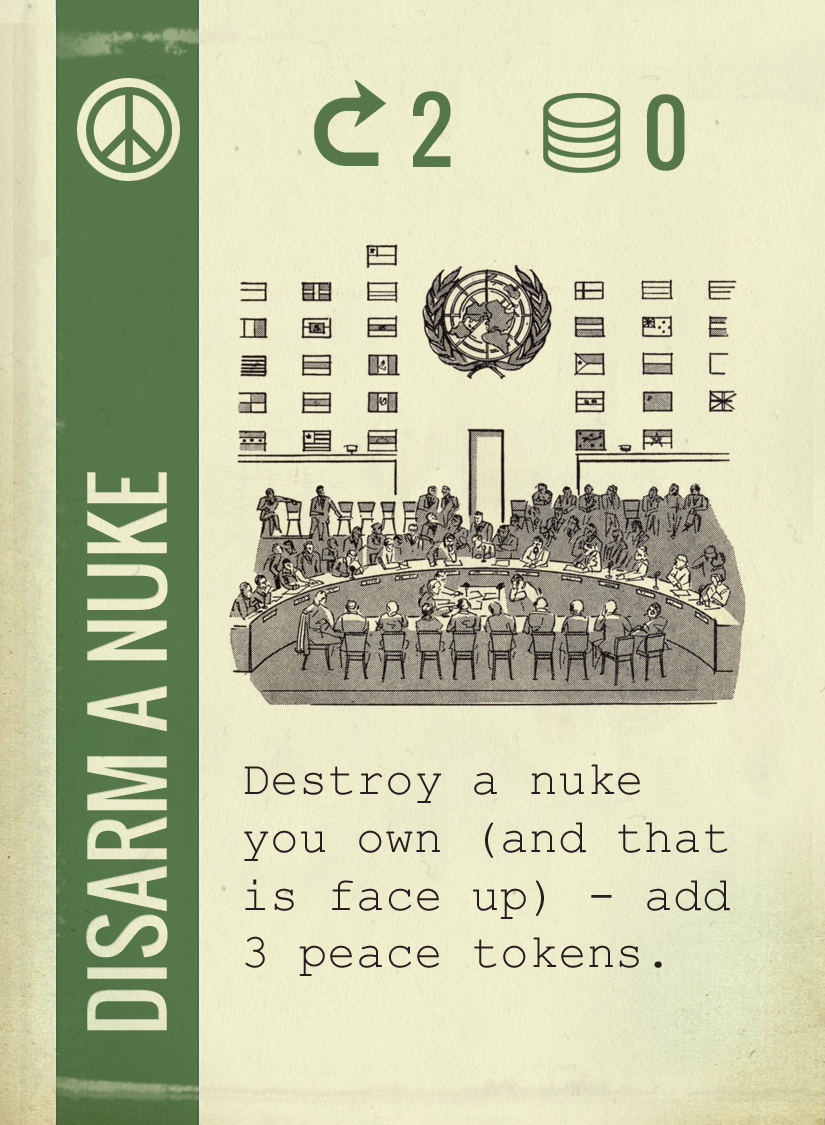 2 0
DISARM A NUKE
Destroy a nuke
you own (and that
is face up) – add
3 peace tokens.